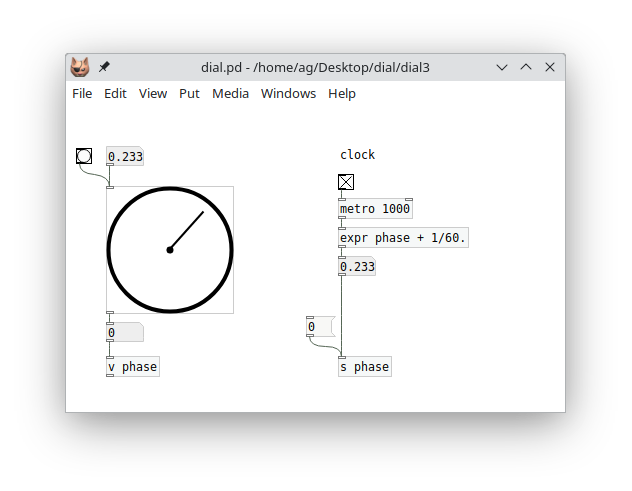 dial.pd - /home/ag/Desktop/dial/dial3
File Edit View Put Media Windows Help
0.233
clock
metro 1000
expr phase + 1/60.
0.233
0
0
v phase
s phase